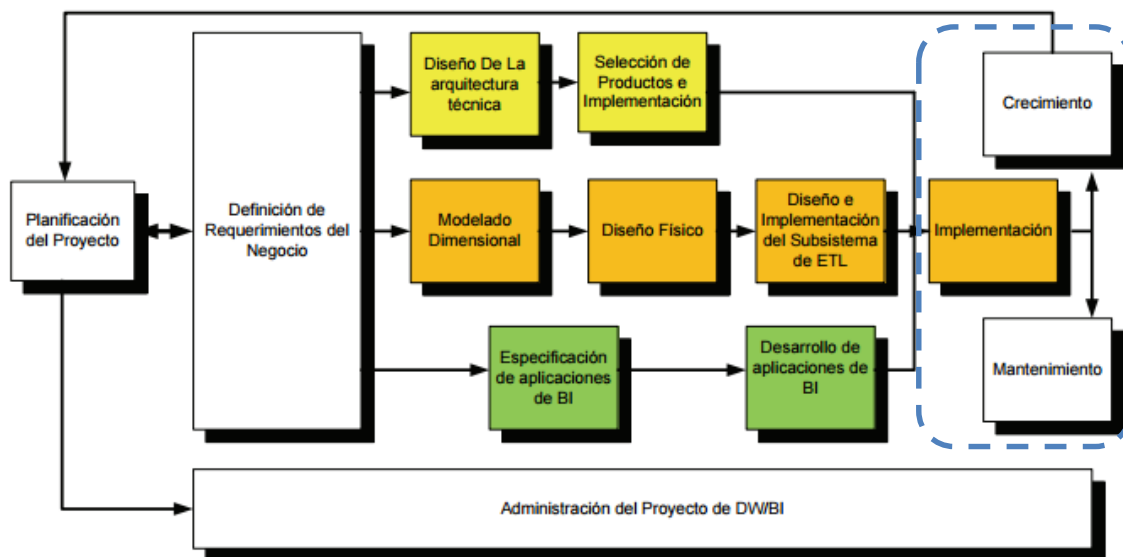 Planificación
del Proyecto
Definición de
Requerimientos del
Negocio
Diseño De La
arquitectura
técnica
Selección de
Productos e
Implementación
Modelado
Dimensional
Diseño Físico
Diseño e
Implementación
del Subsistema
de ETL
Especificación
de aplicaciones
de BI
Desarrollo de
aplicaciones de
BI
Implementación
Crecimiento
Mantenimiento
Administración del Proyecto de DW/BI